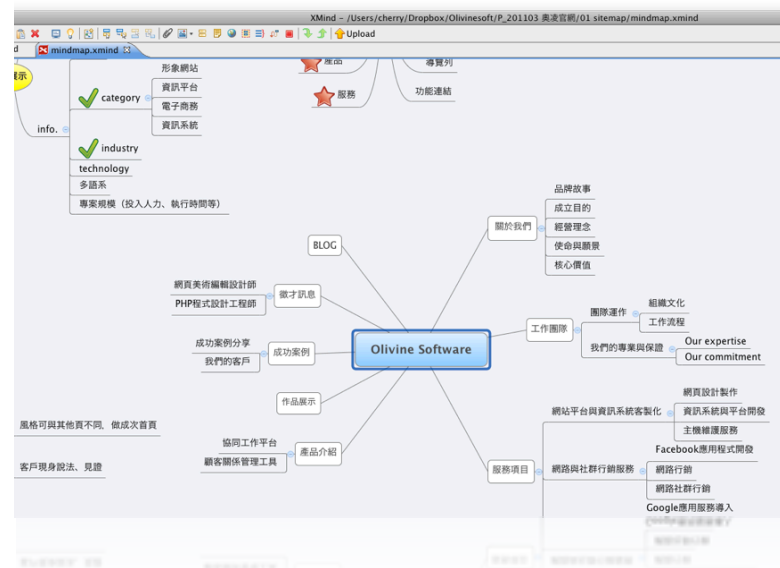 XMind - /Users/cherry/Dropbox/Olivinesoft/P_201103 奧凌官網/01 sitemap/mindmap.xmind
Upload
mindmap.xmind
展示
info.
category
形象網站
資訊平台
電子商務
資訊系統
industry
technology
多語系
專案規模（投入人力、執行時間等）
產品
服務
導覽列
功能連結
BLOG
徵才訊息
網頁美術編輯設計師
PHP程式設計工程師
成功案例
成功案例分享
我們的客戶
作品展示
產品介紹
協同工作平台
顧客關係管理工具
風格可與其他頁不同，做成次首頁
客戶現身說法、見證
Olivine Software
關於我們
品牌故事
成立目的
經營理念
使命與願景
核心價值
工作團隊
團隊運作
組織文化
工作流程
我們的專業與保證
Our expertise
Our commitment
服務項目
網站平台與資訊系統客製化
網頁設計製作
資訊系統與平台開發
主機維護服務
網路與社群行銷服務
Facebook應用程式開發
網路行銷
網路社群行銷
Google應用服務導入